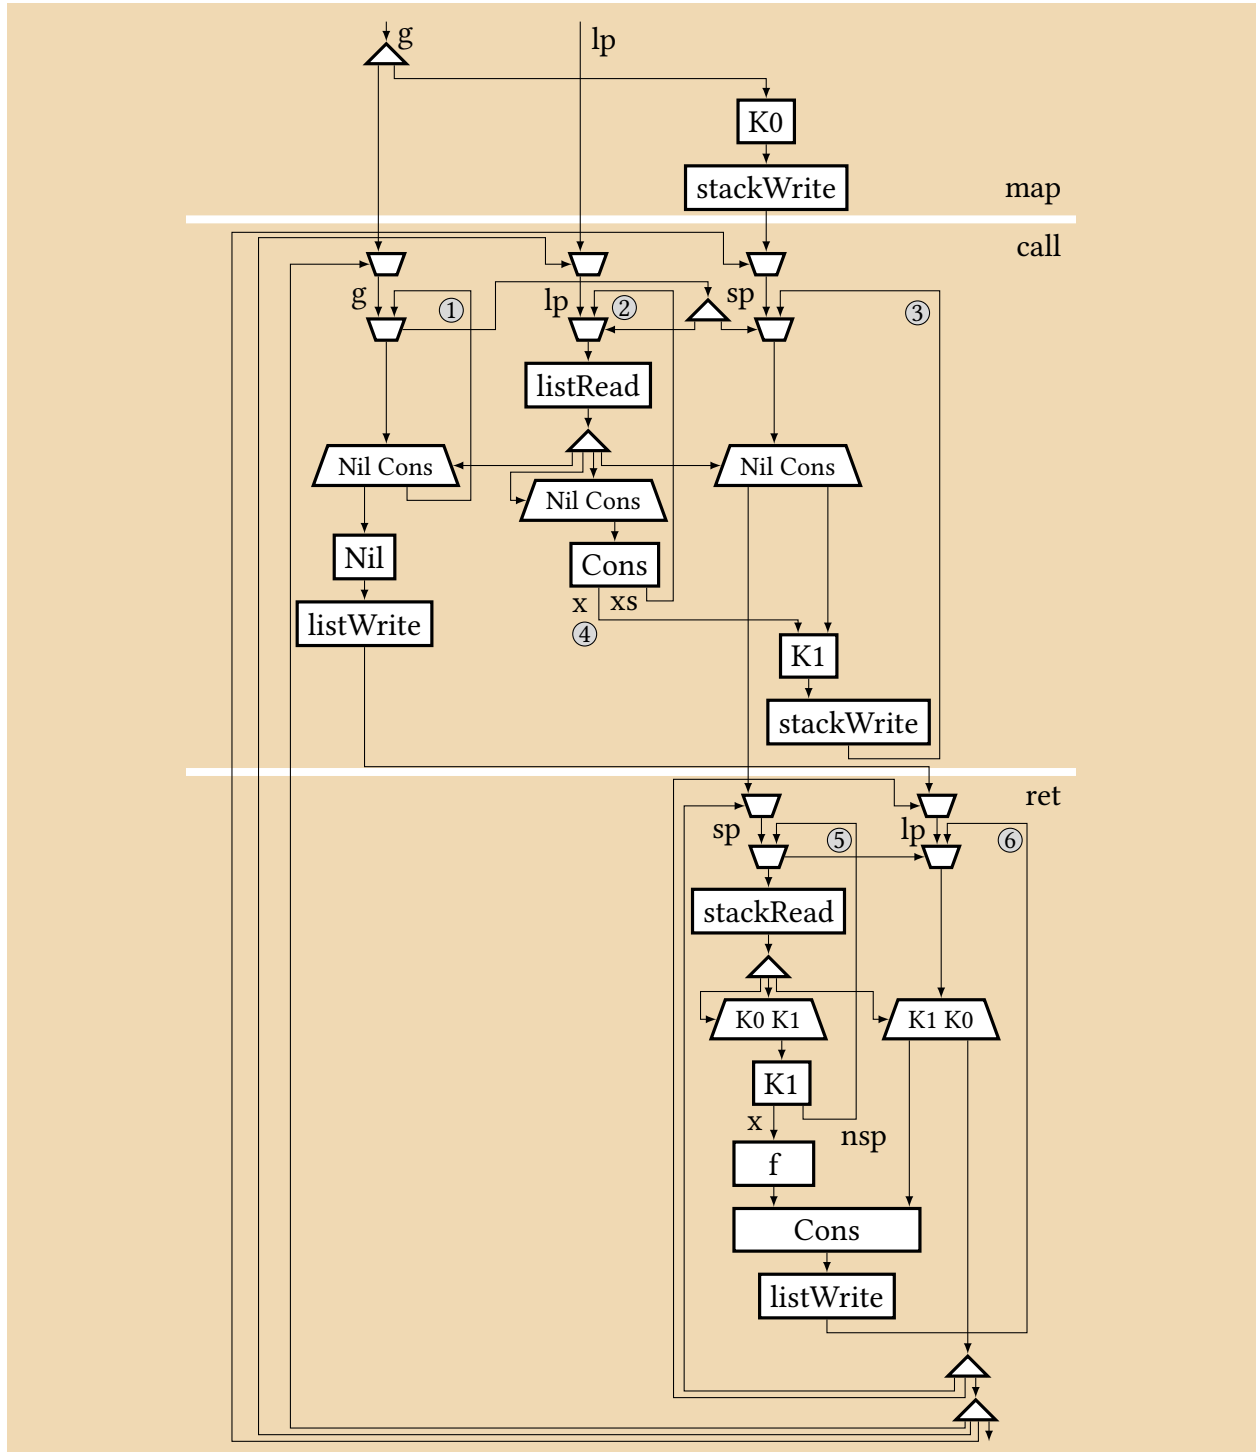 g
lp
K0
stackWrite
map
call
g
lp
sp
①
②
③
listRead
Nil Cons
Nil Cons
Nil Cons
Nil
Cons
x xs
listWrite
④
K1
stackWrite
ret
sp
lp
⑤
⑥
stackRead
K0 K1
K1 K0
K1
x
nsp
f
Cons
listWrite